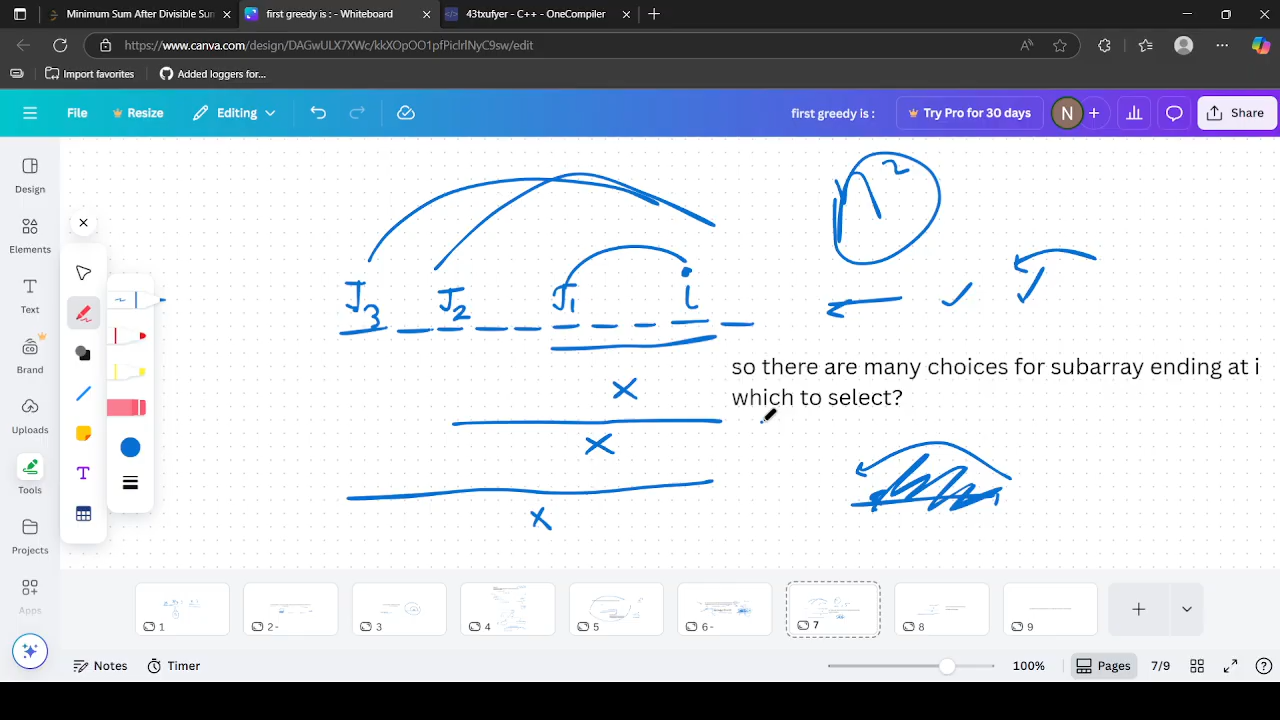 Minimum Sum After Divisible Sur
first greedy is : - Whiteboard
43txufyer - C++ - OneCompiler
https://www.canva.com/design/DAGwULX7XWc/kkXOpOO1pfPiclrlNyC9sw/edit
Import favorites
Added loggers for...
File
Resize
Editing
first greedy is :
Try Pro for 30 days
N
Share
Design
Elements
Text
Brand
Uploads
Tools
Projects
Apps
n²
J3 J2 J1 i
so there are many choices for subarray ending at i
which to select?
x
x
x
1
2-
3
4
5
6-
7
8
9
Notes
Timer
100%
Pages
7/9